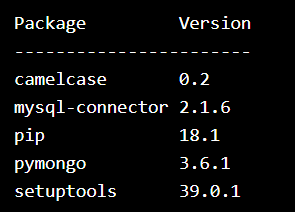 Package Version
-----------------------
camelcase 0.2
mysql-connector 2.1.6
pip 18.1
pymongo 3.6.1
setuptools 39.0.1